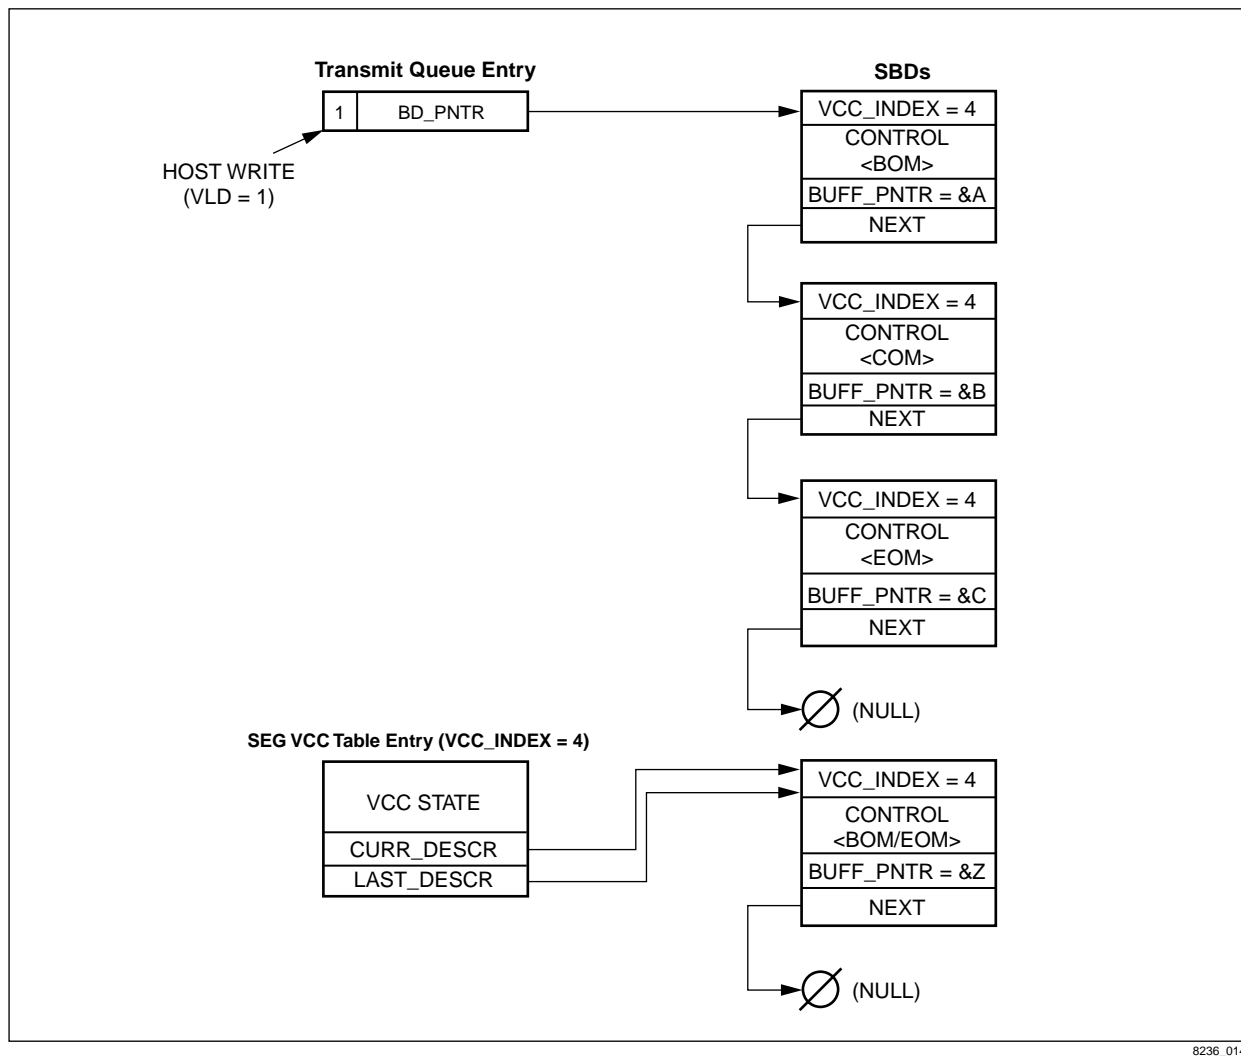 Transmit Queue Entry
1 BD_PNTR
HOST WRITE
(VLD = 1)
SBDs
VCC_INDEX = 4
CONTROL
<BOM>
BUFF_PNTR = &A
NEXT
VCC_INDEX = 4
CONTROL
<COM>
BUFF_PNTR = &B
NEXT
VCC_INDEX = 4
CONTROL
<EOM>
BUFF_PNTR = &C
NEXT
(NULL)
SEG VCC Table Entry (VCC_INDEX = 4)
VCC STATE
CURR_DESCR
LAST_DESCR
VCC_INDEX = 4
CONTROL
<BOM/EOM>
BUFF_PNTR = &Z
NEXT
(NULL)
8236_014